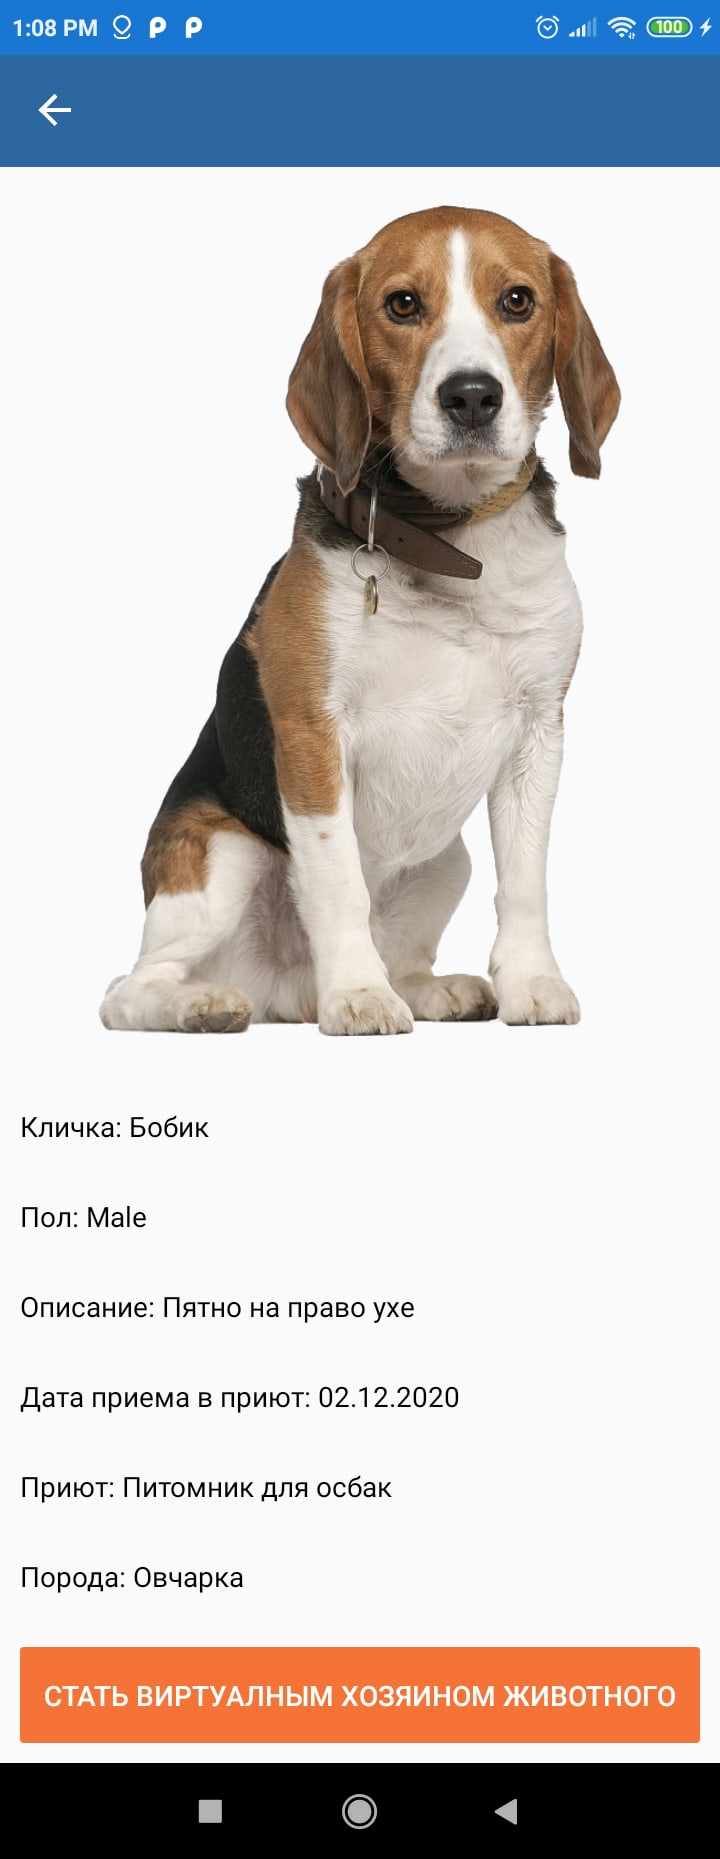 1:08 PM
100
Кличка: Бобик
Пол: Male
Описание: Пятно на право ухе
Дата приема в приют: 02.12.2020
Приют: Питомник для осбак
Порода: Овчарка
СТАТЬ ВИРТУАЛНЫМ ХОЗЯИНОМ ЖИВОТНОГО